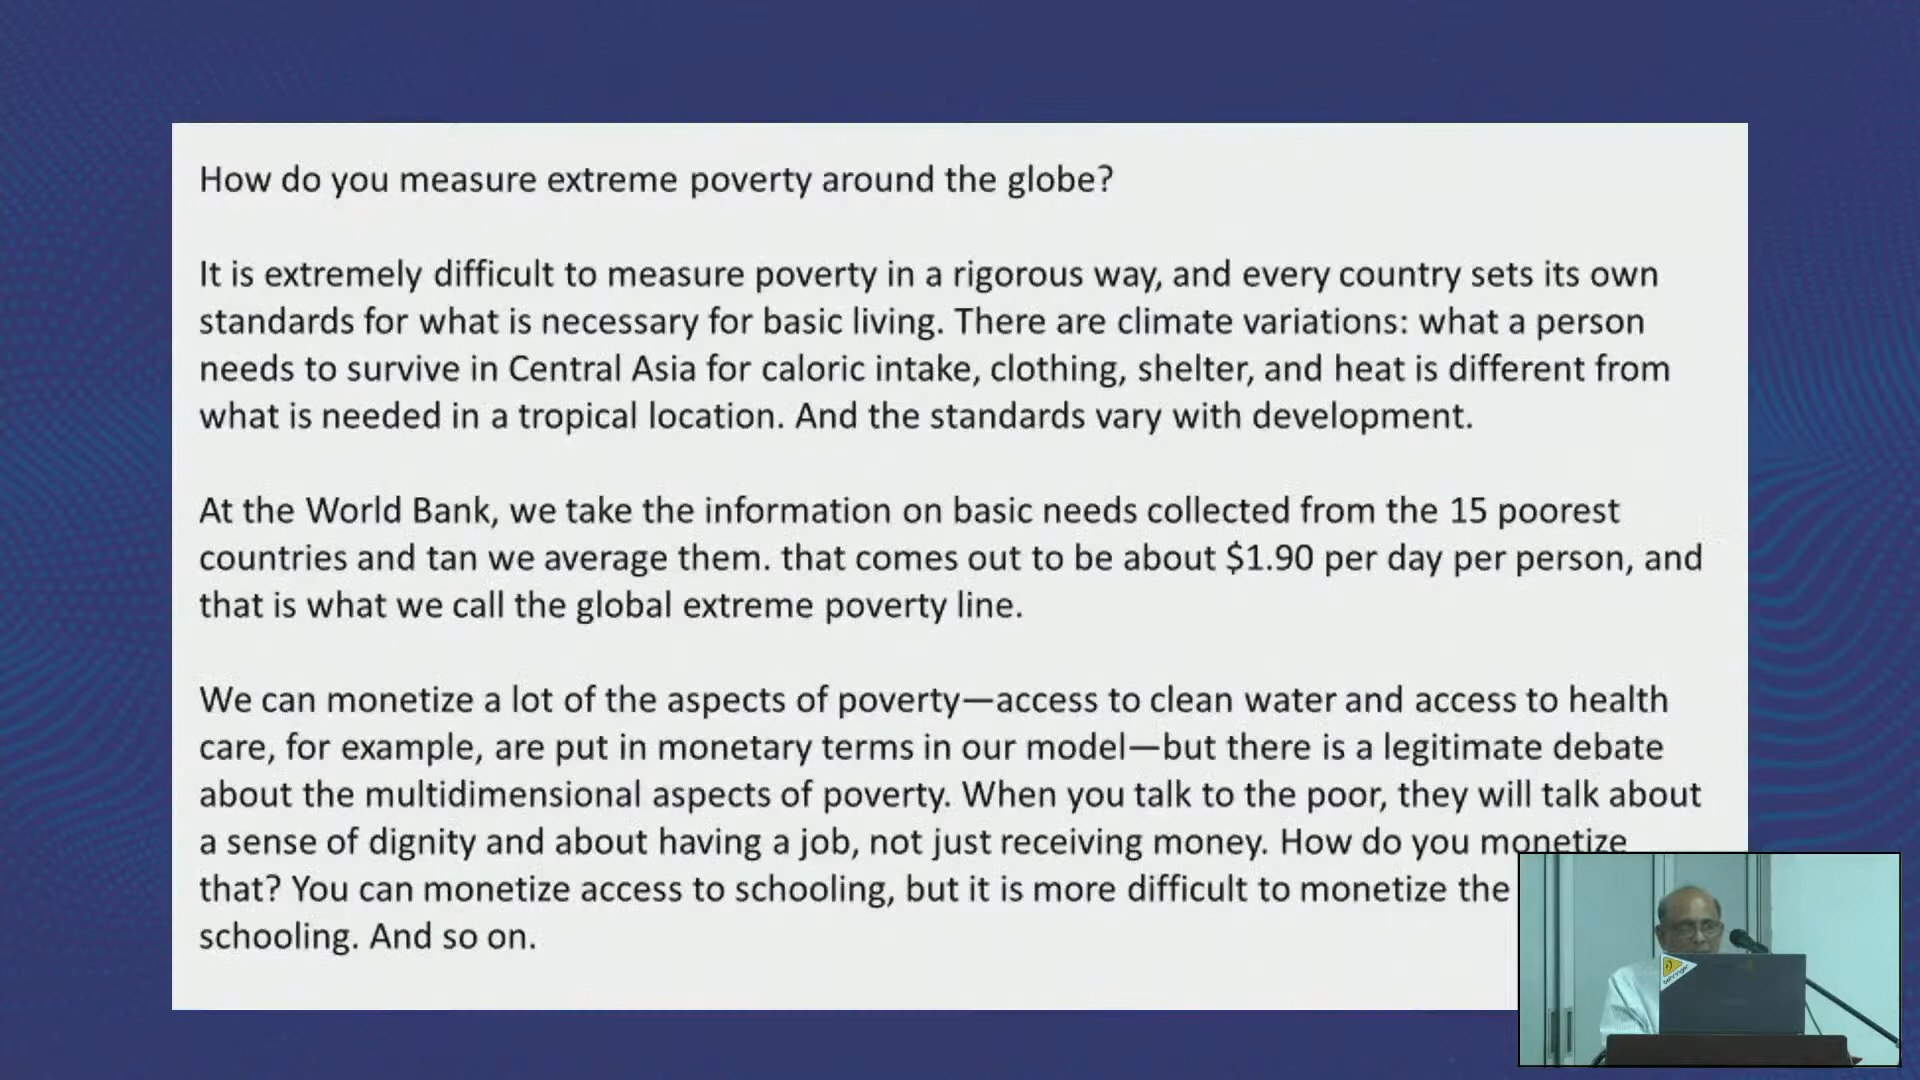 How do you measure extreme poverty around the globe?
It is extremely difficult to measure poverty in a rigorous way, and every country sets its own
standards for what is necessary for basic living. There are climate variations: what a person
needs to survive in Central Asia for caloric intake, clothing, shelter, and heat is different from
what is needed in a tropical location. And the standards vary with development.
At the World Bank, we take the information on basic needs collected from the 15 poorest
countries and tan we average them. that comes out to be about $1.90 per day per person, and
that is what we call the global extreme poverty line.
We can monetize a lot of the aspects of poverty—access to clean water and access to health
care, for example, are put in monetary terms in our model—but there is a legitimate debate
about the multidimensional aspects of poverty. When you talk to the poor, they will talk about
a sense of dignity and about having a job, not just receiving money. How do you monetize
that? You can monetize access to schooling, but it is more difficult to monetize the
schooling. And so on.
behringer